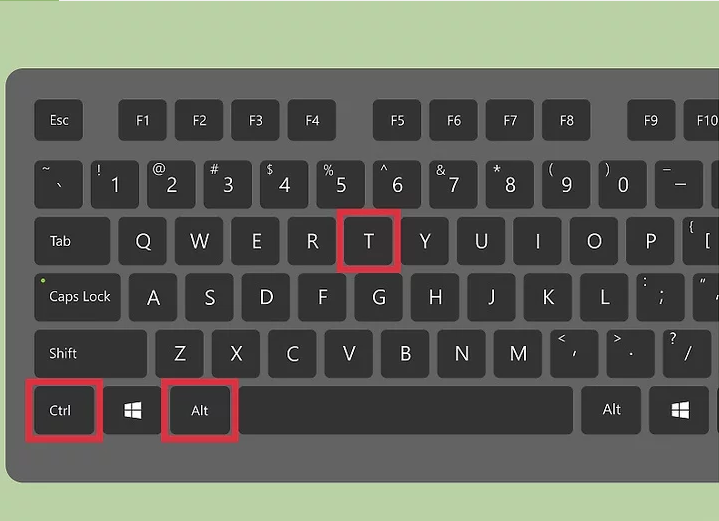 Esc F1 F2 F3 F4 F5 F6 F7 F8 F9 F10
~ ` ! 1 @ 2 # 3 $ 4 % 5 ^ 6 & 7 * 8 ( 9 ) 0 – –
Tab Q W E R T Y U I O P { [
Caps Lock A S D F G H J K L : ; "
Shift Z X C V B N M < , > . ? /
Ctrl Alt Alt